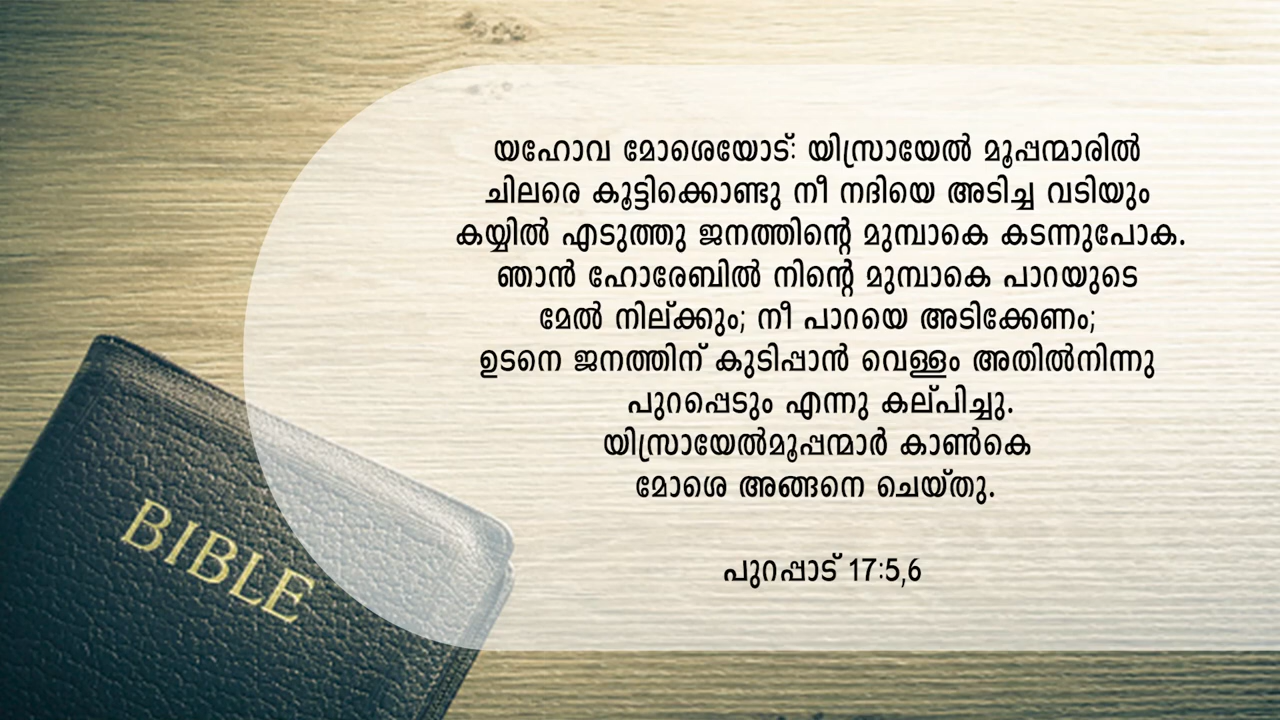 യഹോവ മോശെയോട്: യിസ്രായേൽ മൂപ്പന്മാരിൽ
ചിലരെ കൂട്ടിക്കൊണ്ടു നീ നദിയെ അടിച്ച വടിയും
കയ്യിൽ എടുത്തു ജനത്തിന്റെ മുമ്പാകെ കടന്നുപോക.
ഞാൻ ഹോരേബിൽ നിന്റെ മുമ്പാകെ പാറയുടെ
മേൽ നില്ക്കും; നീ പാറയെ അടിക്കേണം;
ഉടനെ ജനത്തിന് കുടിപ്പാൻ വെള്ളം അതിൽനിന്നു
പുറപ്പെടും എന്നു കല്പിച്ചു.
യിസ്രായേൽമൂപ്പന്മാർ കാൺകെ
മോശെ അങ്ങനെ ചെയ്തു.
പുറപ്പാട് 17:5,6
BIBLE